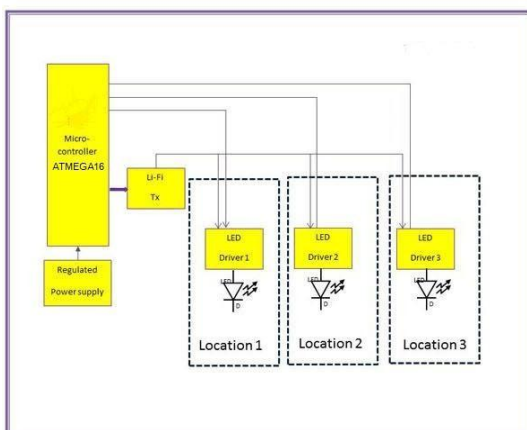 Micro-
controller
ATMEGA16
Li-Fi
Tx
Regulated
Power supply
LED
Driver 1
LED
D
Location 1
LED
Driver 2
LED
D
Location 2
LED
Driver 3
LED
D
Location 3